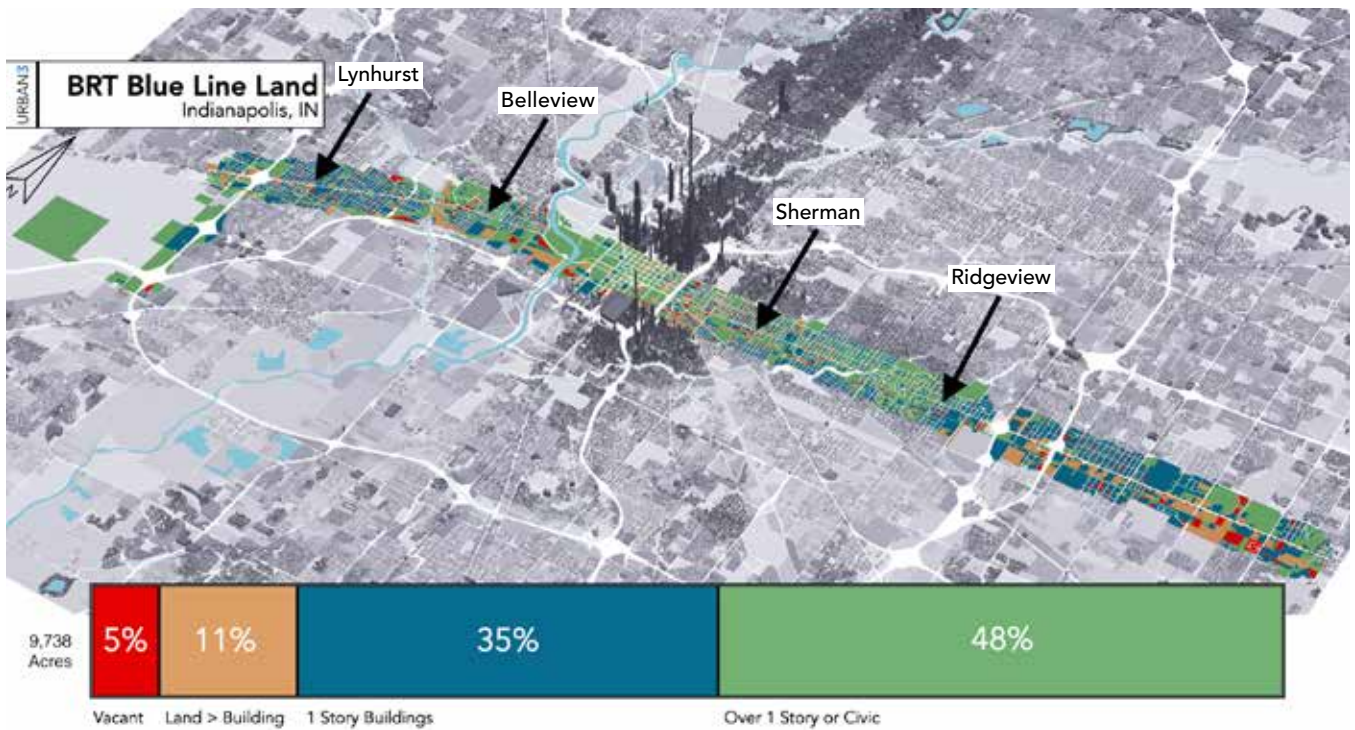 URBAN3
BRT Blue Line Land
Indianapolis, IN
Lynhurst
Belleview
Sherman
Ridgeview
9,738
Acres
5%
11%
35%
48%
Vacant
Land > Building
1 Story Buildings
Over 1 Story or Civic